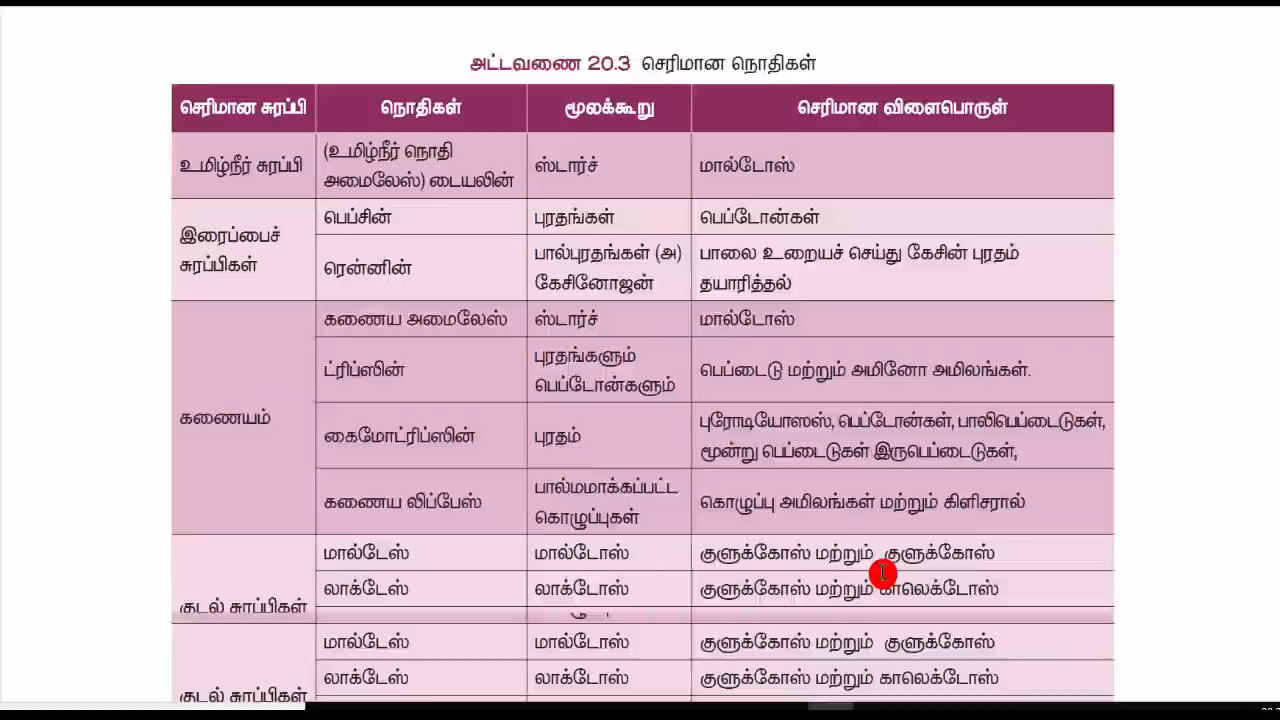 அட்டவணை 20.3 செரிமான நொதிகள்
செரிமான சுரப்பி நொதிகள் மூலக்கூறு செரிமான விளைபொருள்
உமிழ்நீர் சுரப்பி (உமிழ்நீர் நொதி அமைலேஸ்) டையலின் ஸ்டார்ச் மால்டோஸ்
இரைப்பைச் சுரப்பிகள் பெப்சின் புரதங்கள் பெப்டோன்கள்
ரென்னின் பால்புரதங்கள் (அ) கேசினோஜன் பாலை உறையச் செய்து கேசின் புரதம் தயாரித்தல்
கணையம் கணைய அமைலேஸ் ஸ்டார்ச் மால்டோஸ்
ட்ரிப்ஸின் புரதங்களும் பெப்டோன்களும் பெப்டைடு மற்றும் அமினோ அமிலங்கள்.
கைமோட்ரிப்ஸின் புரதம் புரோடியோஸஸ், பெப்டோன்கள், பாலிபெப்டைடுகள், மூன்று பெப்டைடுகள் இருபெப்டைடுகள்,
கணைய லிப்பேஸ் பால்மமாக்கப்பட்ட கொழுப்புகள் கொழுப்பு அமிலங்கள் மற்றும் கிளிசரால்
குடல் சுரப்பிகள் மால்டேஸ் மால்டோஸ் குளுக்கோஸ் மற்றும் குளுக்கோஸ்
லாக்டேஸ் லாக்டோஸ் குளுக்கோஸ் மற்றும் காலெக்டோஸ்
குடல் சுரப்பிகள் மால்டேஸ் மால்டோஸ் குளுக்கோஸ் மற்றும் குளுக்கோஸ்
லாக்டேஸ் லாக்டோஸ் குளுக்கோஸ் மற்றும் காலெக்டோஸ்